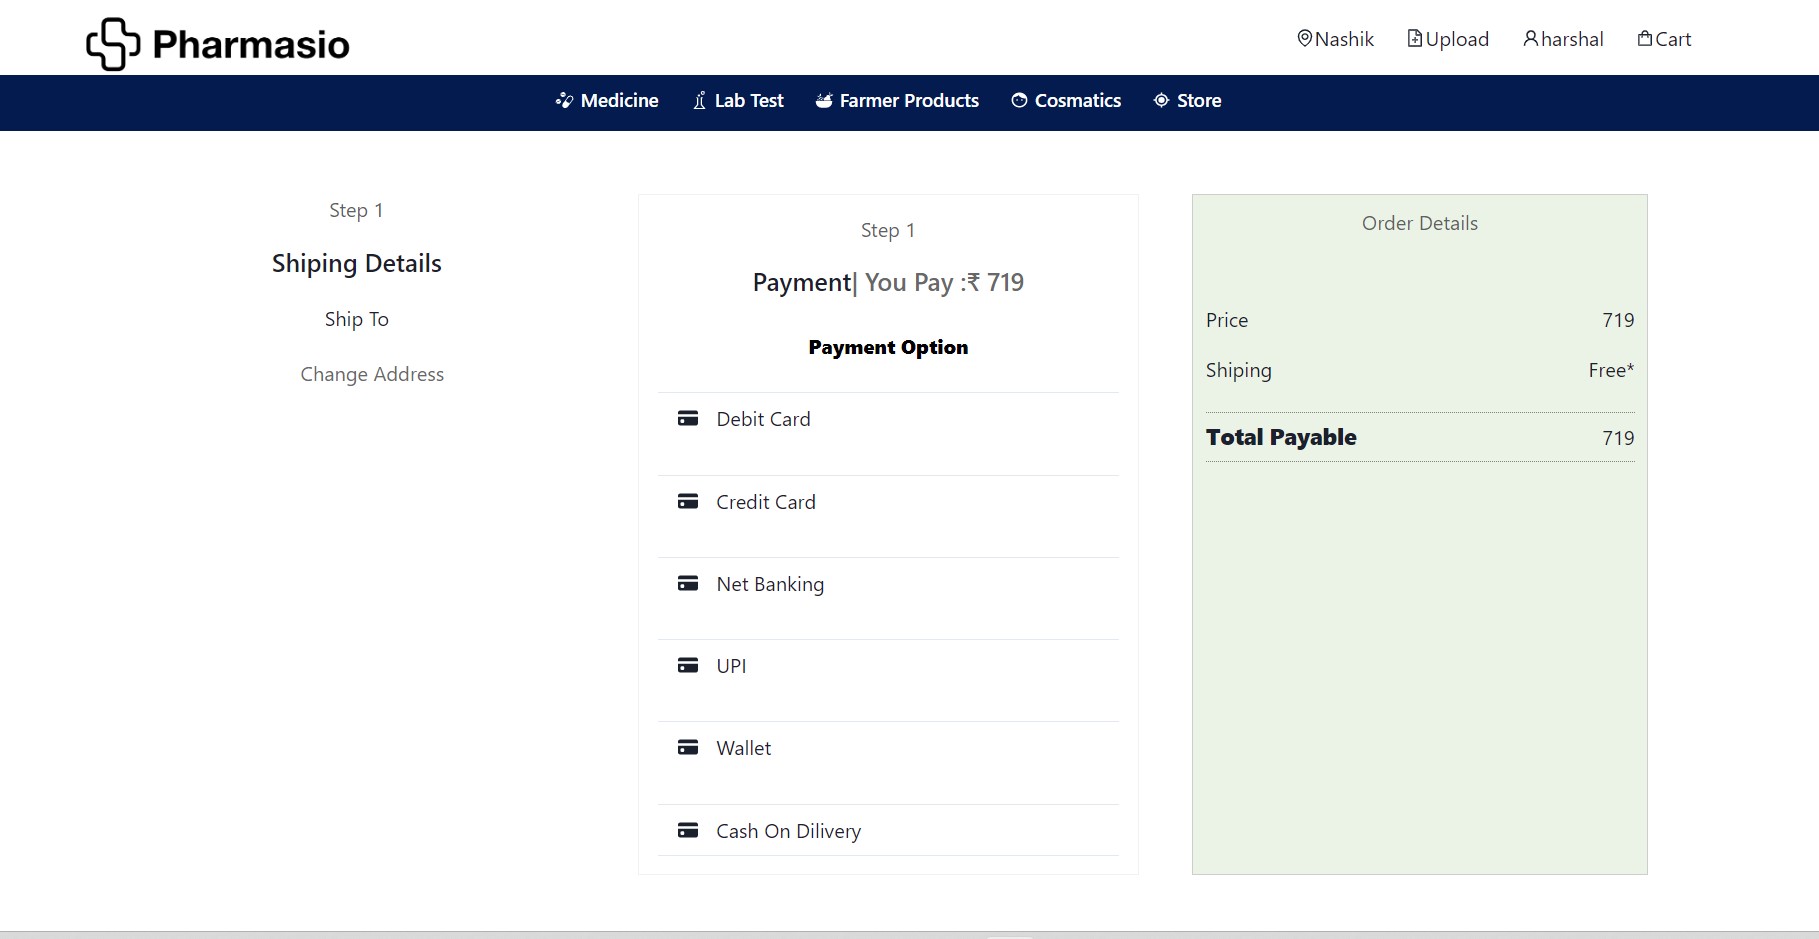 Pharmasio
Nashik Upload harshal Cart
Medicine Lab Test Farmer Products Cosmatics Store
Step 1
Shiping Details
Ship To
Change Address
Step 1
Payment| You Pay :₹ 719
Payment Option
Debit Card
Credit Card
Net Banking
UPI
Wallet
Cash On Dilivery
Order Details
Price 719
Shiping Free*
Total Payable 719